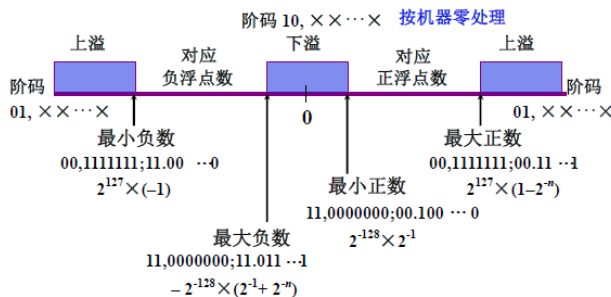 阶码 10, ××···× 按机器零处理
上溢 对应 负浮点数 下溢 对应 正浮点数 上溢
阶码 01, ××···×
0
阶码 01, ××···×
最小负数
00,1111111;11.00 ···0
2^127×(–1)
最大正数
00,1111111;00.11 ···1
2^127×(1–2^-n)
最小正数
11,0000000;00.100 ··· 0
2^-128×2^-1
最大负数
11,0000000;11.011 ···1
– 2^-128×(2^-1+ 2^-n)